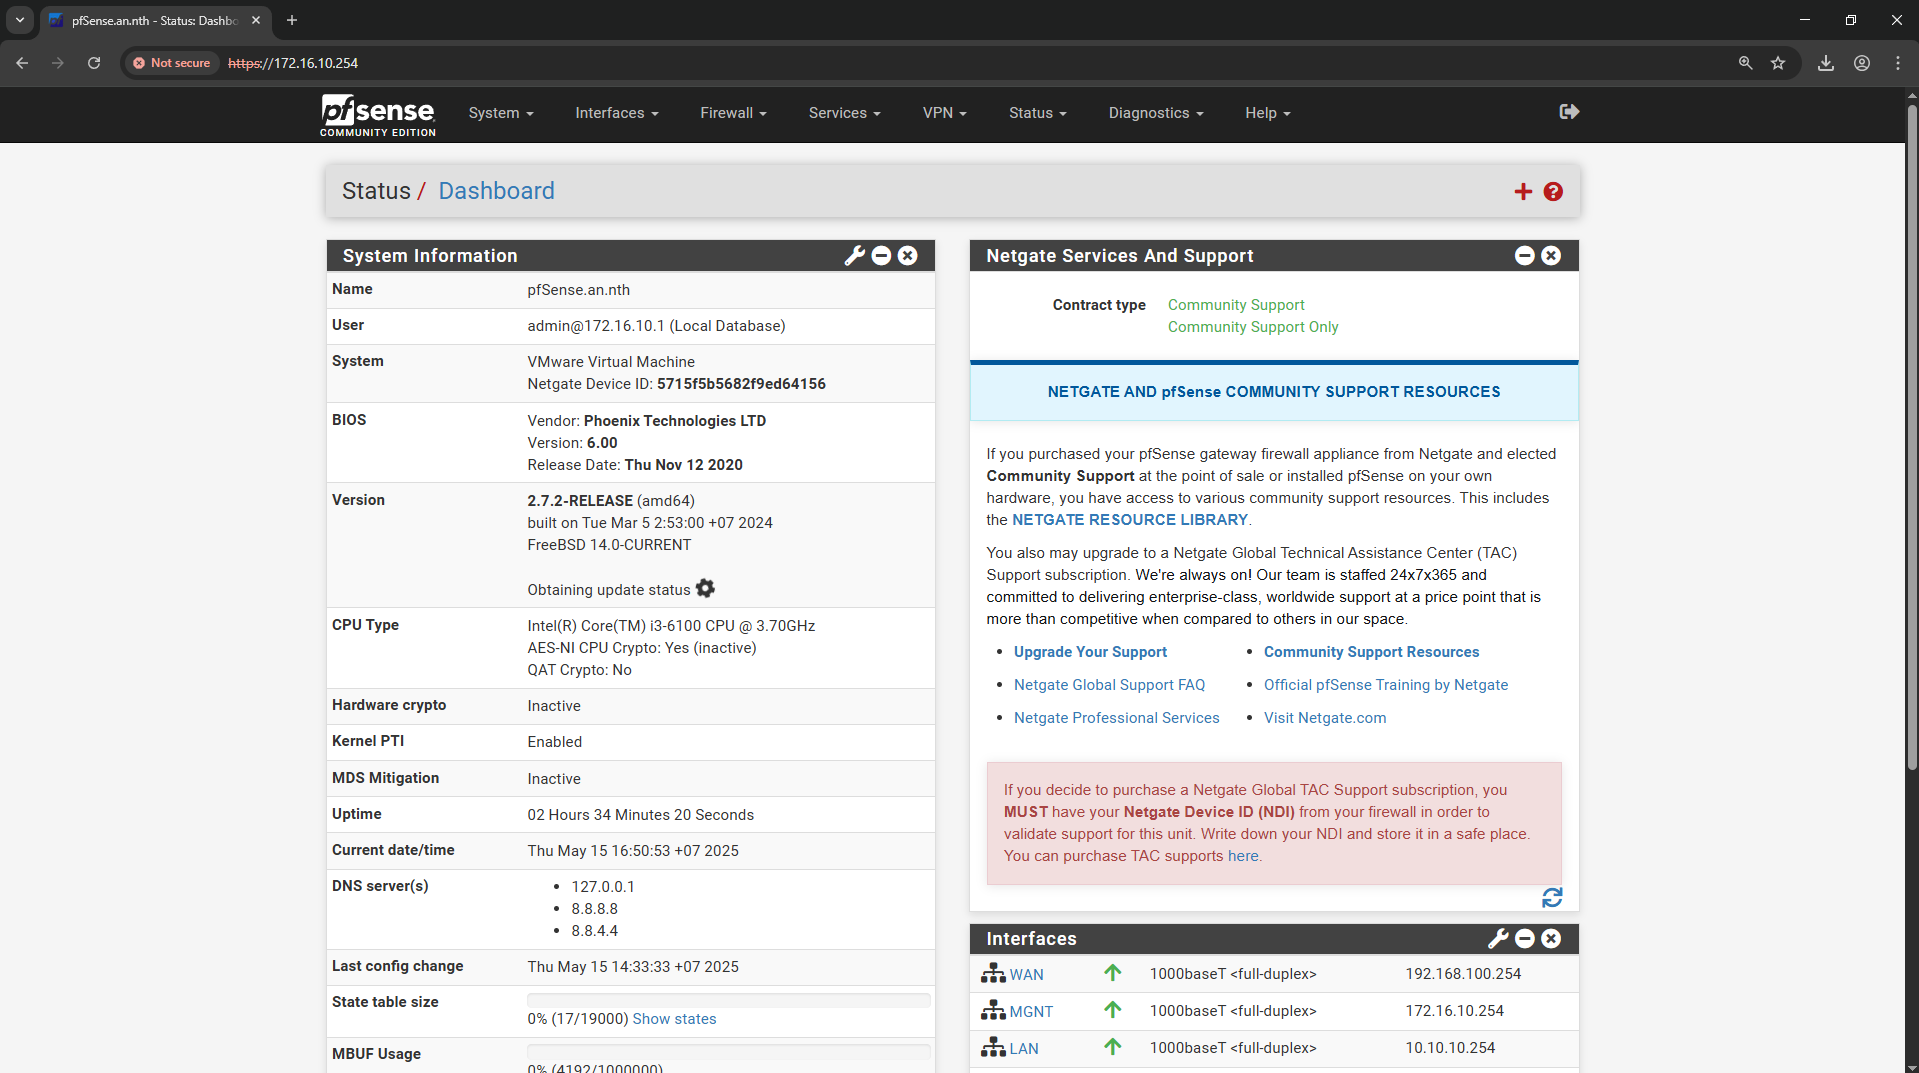 pfSense.an.nth - Status: Dashbo
Not secure
https://172.16.10.254
pfsense
COMMUNITY EDITION
System
Interfaces
Firewall
Services
VPN
Status
Diagnostics
Help
Status / Dashboard
System Information
Name pfSense.an.nth
User admin@172.16.10.1 (Local Database)
System VMware Virtual Machine
Netgate Device ID: 5715f5b5682f9ed64156
BIOS Vendor: Phoenix Technologies LTD
Version: 6.00
Release Date: Thu Nov 12 2020
Version 2.7.2-RELEASE (amd64)
built on Tue Mar 5 2:53:00 +07 2024
FreeBSD 14.0-CURRENT
Obtaining update status
CPU Type Intel(R) Core(TM) i3-6100 CPU @ 3.70GHz
AES-NI CPU Crypto: Yes (inactive)
QAT Crypto: No
Hardware crypto Inactive
Kernel PTI Enabled
MDS Mitigation Inactive
Uptime 02 Hours 34 Minutes 20 Seconds
Current date/time Thu May 15 16:50:53 +07 2025
DNS server(s) • 127.0.0.1
• 8.8.8.8
• 8.8.4.4
Last config change Thu May 15 14:33:33 +07 2025
State table size
0% (17/19000) Show states
MBUF Usage
0% (4192/1000000)
Netgate Services And Support
Contract type Community Support
Community Support Only
NETGATE AND pfSense COMMUNITY SUPPORT RESOURCES
If you purchased your pfSense gateway firewall appliance from Netgate and elected
Community Support at the point of sale or installed pfSense on your own
hardware, you have access to various community support resources. This includes
the NETGATE RESOURCE LIBRARY.
You also may upgrade to a Netgate Global Technical Assistance Center (TAC)
Support subscription. We're always on! Our team is staffed 24x7x365 and
committed to delivering enterprise-class, worldwide support at a price point that is
more than competitive when compared to others in our space.
• Upgrade Your Support
• Community Support Resources
• Netgate Global Support FAQ
• Official pfSense Training by Netgate
• Netgate Professional Services
• Visit Netgate.com
If you decide to purchase a Netgate Global TAC Support subscription, you
MUST have your Netgate Device ID (NDI) from your firewall in order to
validate support for this unit. Write down your NDI and store it in a safe place.
You can purchase TAC supports here.
Interfaces
WAN 1000baseT <full-duplex> 192.168.100.254
MGNT 1000baseT <full-duplex> 172.16.10.254
LAN 1000baseT <full-duplex> 10.10.10.254